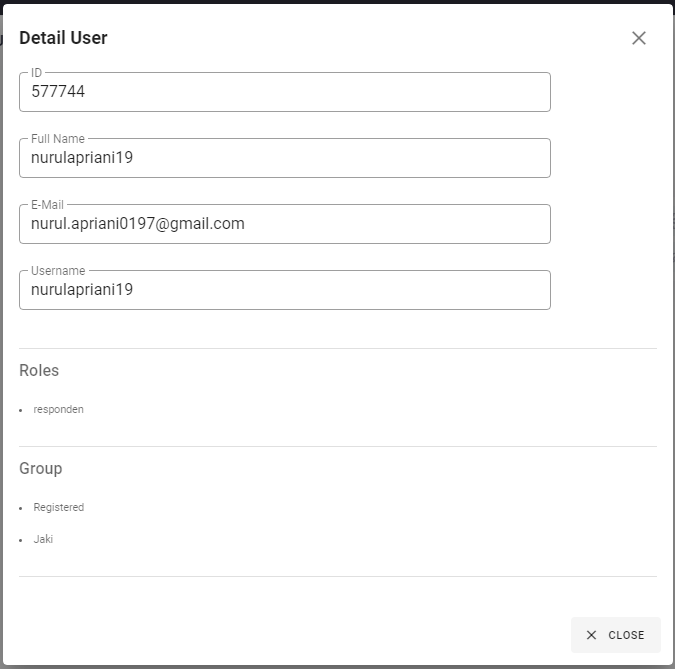 Detail User
ID
577744
Full Name
nurulapriani19
E-Mail
nurul.apriani0197@gmail.com
Username
nurulapriani19
Roles
responden
Group
Registered
Jaki
CLOSE